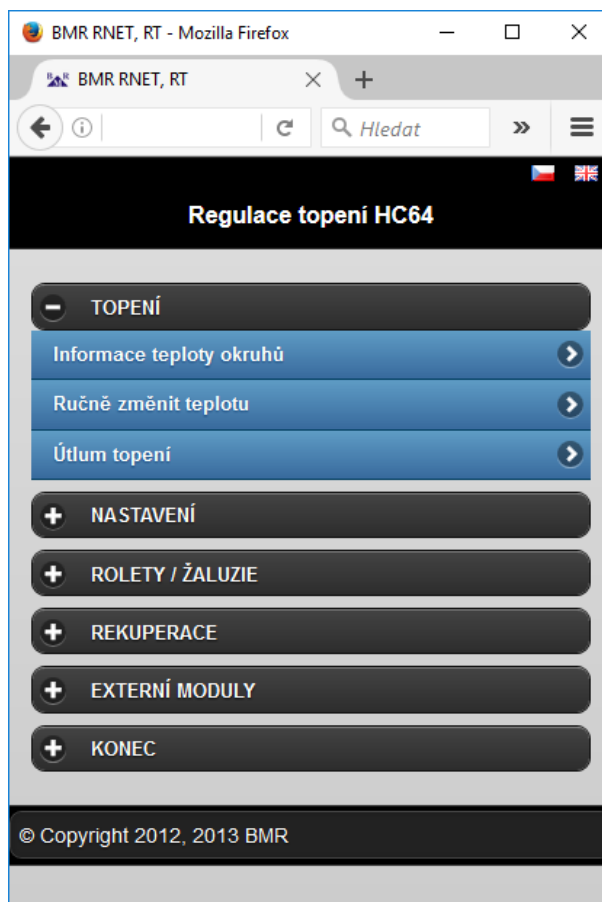 BMR RNET, RT - Mozilla Firefox
BMR RNET, RT
Hledat
Regulace topení HC64
TOPENÍ
Informace teploty okruhů
Ručně změnit teplotu
Útlum topení
NASTAVENÍ
ROLETY / ŽALUZIE
REKUPERACE
EXTERNÍ MODULY
KONEC
© Copyright 2012, 2013 BMR